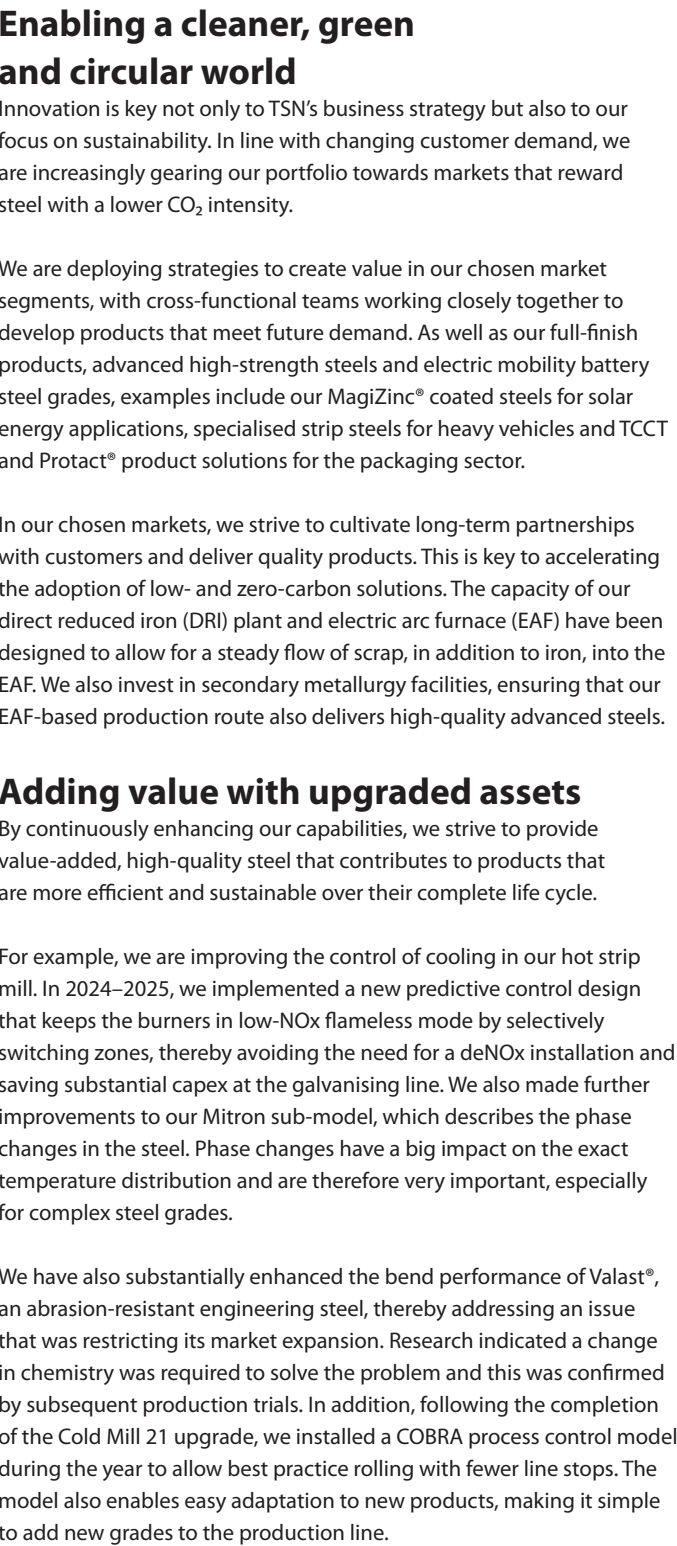 Enabling a cleaner, green
and circular world
Innovation is key not only to TSN’s business strategy but also to our
focus on sustainability. In line with changing customer demand, we
are increasingly gearing our portfolio towards markets that reward
steel with a lower CO₂ intensity.
We are deploying strategies to create value in our chosen market
segments, with cross-functional teams working closely together to
develop products that meet future demand. As well as our full-finish
products, advanced high-strength steels and electric mobility battery
steel grades, examples include our MagiZinc® coated steels for solar
energy applications, specialised strip steels for heavy vehicles and TCCT
and Protact® product solutions for the packaging sector.
In our chosen markets, we strive to cultivate long-term partnerships
with customers and deliver quality products. This is key to accelerating
the adoption of low- and zero-carbon solutions. The capacity of our
direct reduced iron (DRI) plant and electric arc furnace (EAF) have been
designed to allow for a steady flow of scrap, in addition to iron, into the
EAF. We also invest in secondary metallurgy facilities, ensuring that our
EAF-based production route also delivers high-quality advanced steels.
Adding value with upgraded assets
By continuously enhancing our capabilities, we strive to provide
value-added, high-quality steel that contributes to products that
are more efficient and sustainable over their complete life cycle.
For example, we are improving the control of cooling in our hot strip
mill. In 2024–2025, we implemented a new predictive control design
that keeps the burners in low-NOx flameless mode by selectively
switching zones, thereby avoiding the need for a deNOx installation and
saving substantial capex at the galvanising line. We also made further
improvements to our Mitron sub-model, which describes the phase
changes in the steel. Phase changes have a big impact on the exact
temperature distribution and are therefore very important, especially
for complex steel grades.
We have also substantially enhanced the bend performance of Valast®,
an abrasion-resistant engineering steel, thereby addressing an issue
that was restricting its market expansion. Research indicated a change
in chemistry was required to solve the problem and this was confirmed
by subsequent production trials. In addition, following the completion
of the Cold Mill 21 upgrade, we installed a COBRA process control model
during the year to allow best practice rolling with fewer line stops. The
model also enables easy adaptation to new products, making it simple
to add new grades to the production line.